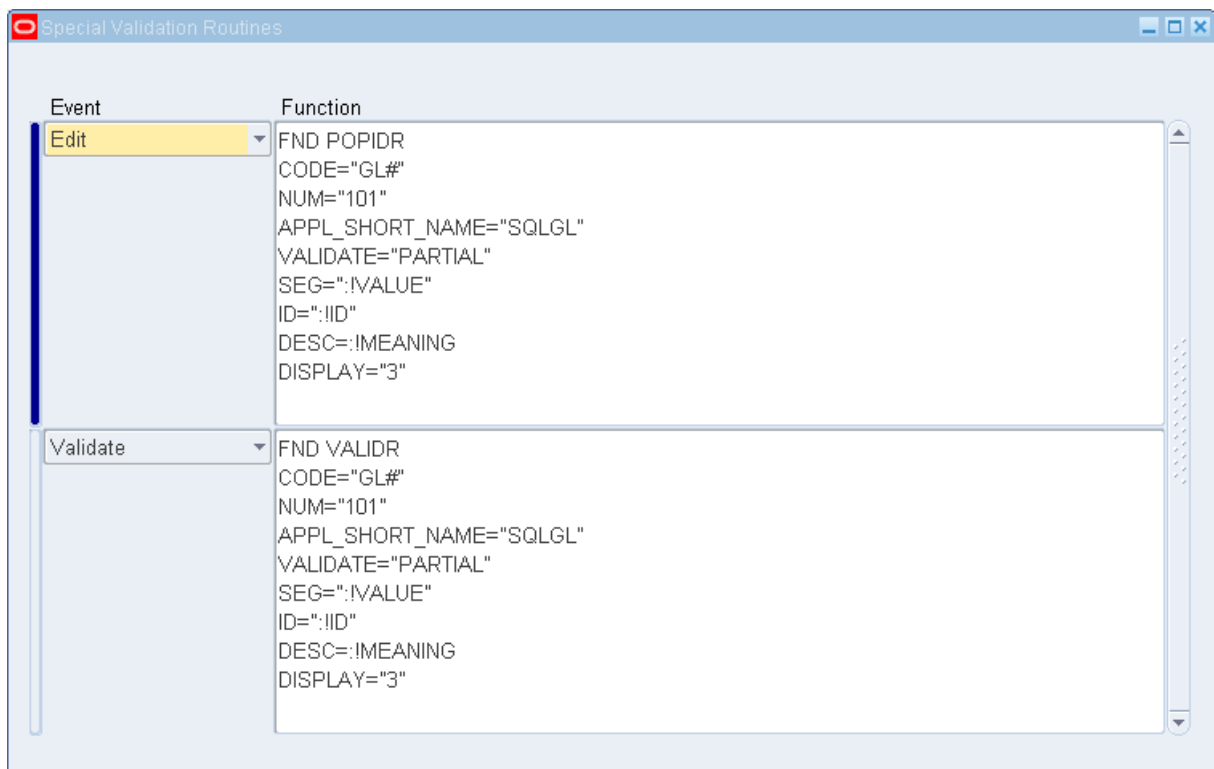 Special Validation Routines
Event Function
Edit
FND POPIDR
CODE="GL#"
NUM="101"
APPL_SHORT_NAME="SQLGL"
VALIDATE="PARTIAL"
SEG=":!VALUE"
ID=":!ID"
DESC=:!MEANING
DISPLAY="3"
Validate
FND VALIDR
CODE="GL#"
NUM="101"
APPL_SHORT_NAME="SQLGL"
VALIDATE="PARTIAL"
SEG=":!VALUE"
ID=":!ID"
DESC=:!MEANING
DISPLAY="3"